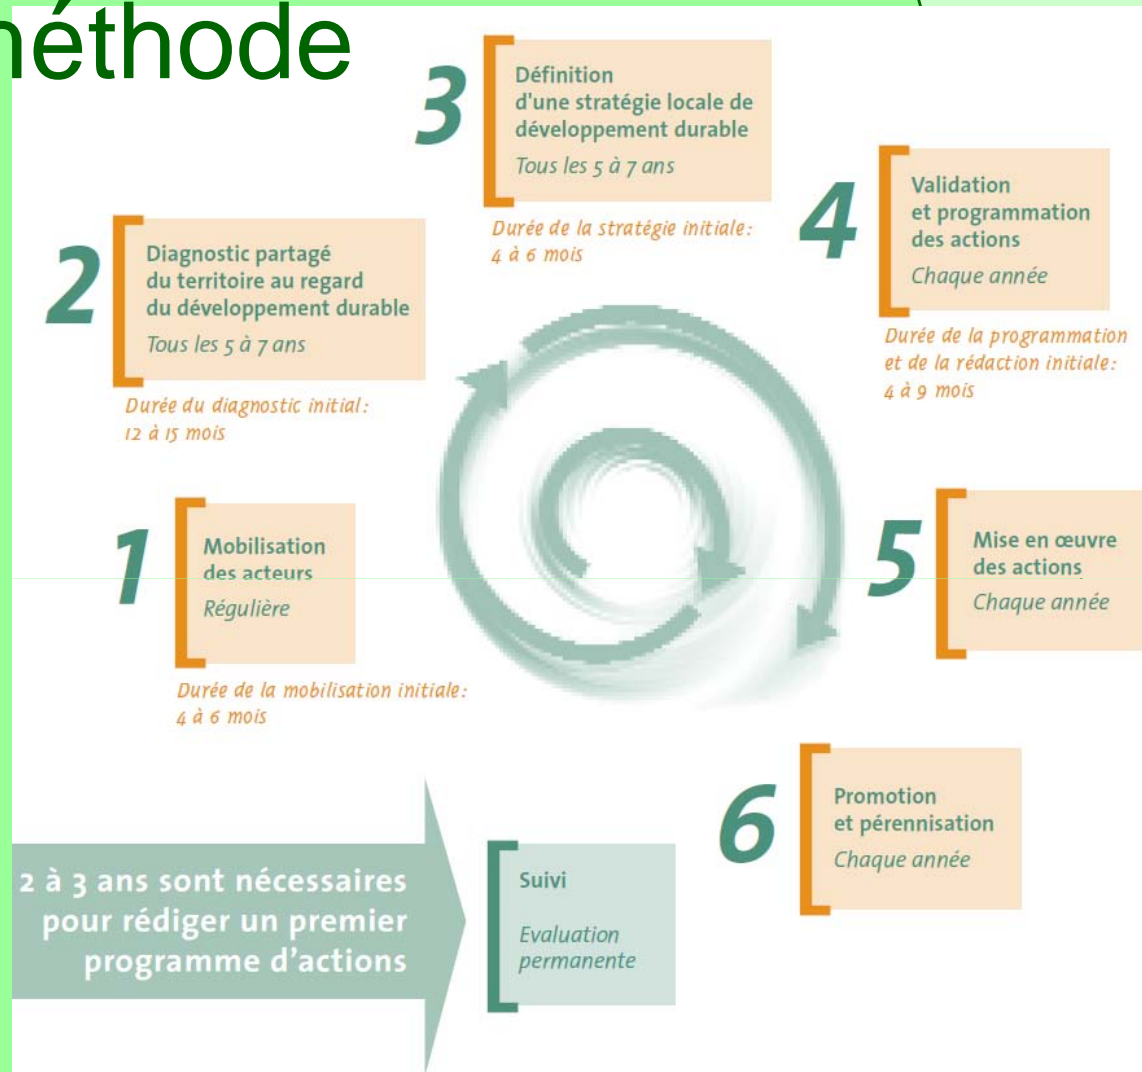 éthode
3
Définition
d'une stratégie locale de
développement durable
Tous les 5 à 7 ans
Durée de la stratégie initiale:
4 à 6 mois
4
Validation
et programmation
des actions
Chaque année
Durée de la programmation
et de la rédaction initiale:
4 à 9 mois
2
Diagnostic partagé
du territoire au regard
du développement durable
Tous les 5 à 7 ans
Durée du diagnostic initial:
12 à 15 mois
1
Mobilisation
des acteurs
Régulière
Durée de la mobilisation initiale:
4 à 6 mois
5
Mise en œuvre
des actions
Chaque année
6
Promotion
et pérennisation
Chaque année
2 à 3 ans sont nécessaires
pour rédiger un premier
programme d'actions
Suivi
Evaluation
permanente